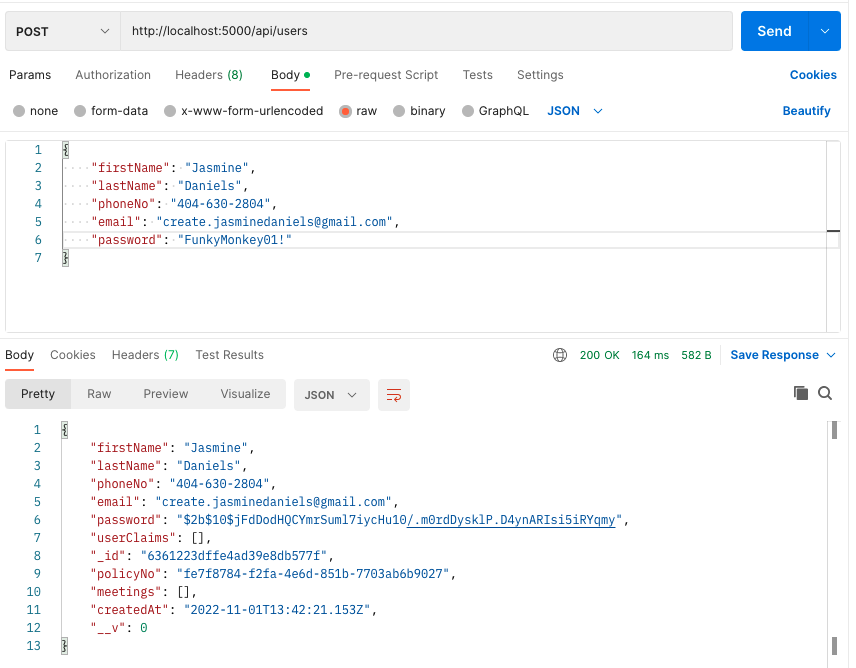 POST http://localhost:5000/api/users Send
Params Authorization Headers (8) Body Pre-request Script Tests Settings Cookies
none form-data x-www-form-urlencoded raw binary GraphQL JSON Beautify
1 {
2 "firstName": "Jasmine",
3 "lastName": "Daniels",
4 "phoneNo": "404-630-2804",
5 "email": "create.jasminedaniels@gmail.com",
6 "password": "FunkyMonkey01!"
7 }
Body Cookies Headers (7) Test Results 200 OK 164 ms 582 B Save Response
Pretty Raw Preview Visualize JSON
1 {
2 "firstName": "Jasmine",
3 "lastName": "Daniels",
4 "phoneNo": "404-630-2804",
5 "email": "create.jasminedaniels@gmail.com",
6 "password": "$2b$10$jFdDodHQCYmrSuml7iycHu10/.m0rdDysklP.D4ynARIsi5iRYqmy",
7 "userClaims": [],
8 "_id": "6361223dffe4ad39e8db577f",
9 "policyNo": "fe7f8784-f2fa-4e6d-851b-7703ab6b9027",
10 "meetings": [],
11 "createdAt": "2022-11-01T13:42:21.153Z",
12 "__v": 0
13 }